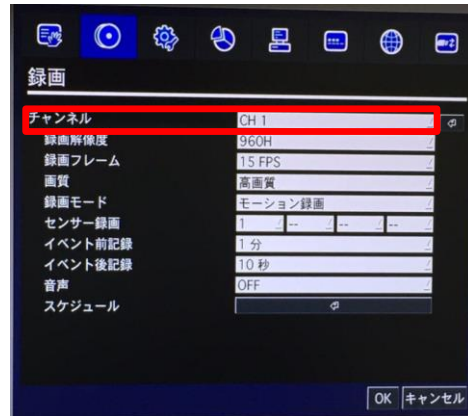 録画
チャンネル CH 1
録画解像度 960H
録画フレーム 15 FPS
画質 高画質
録画モード モーション録画
センサー録画 1 -- -- --
イベント前記録 1 分
イベント後記録 10 秒
音声 OFF
スケジュール
OK キャンセル